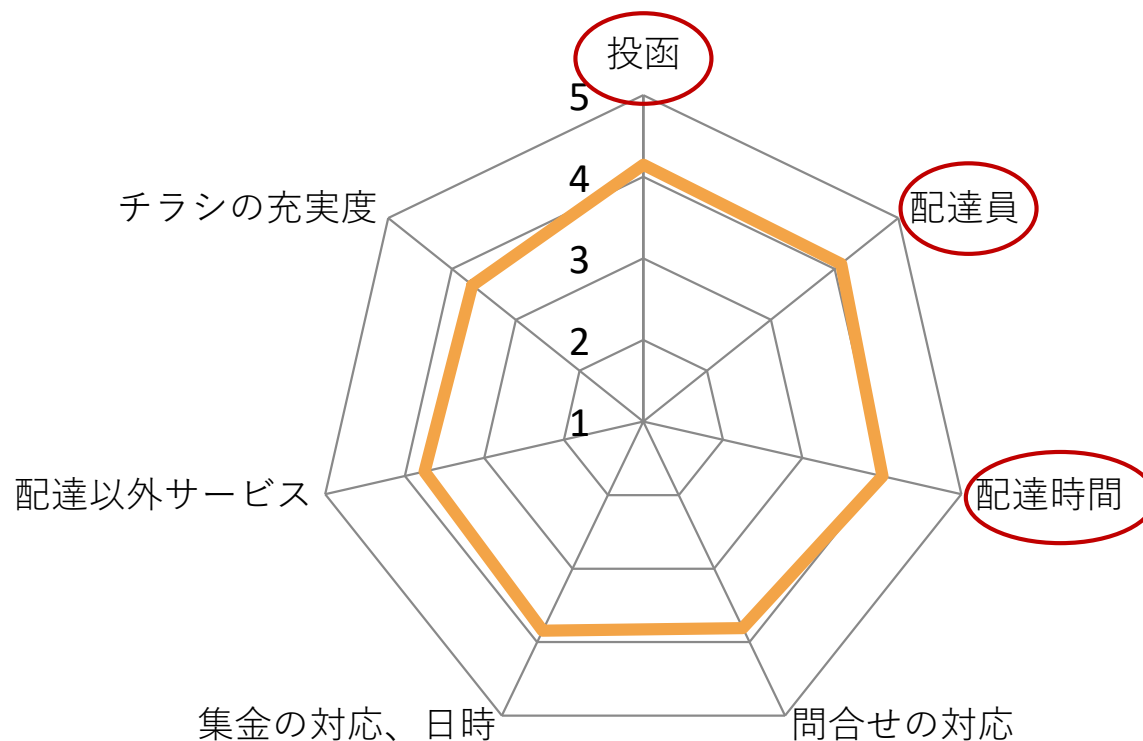 投函
5
配達員
4
チラシの充実度
3
2
1
配達時間
配達以外サービス
集金の対応、日時
問合せの対応